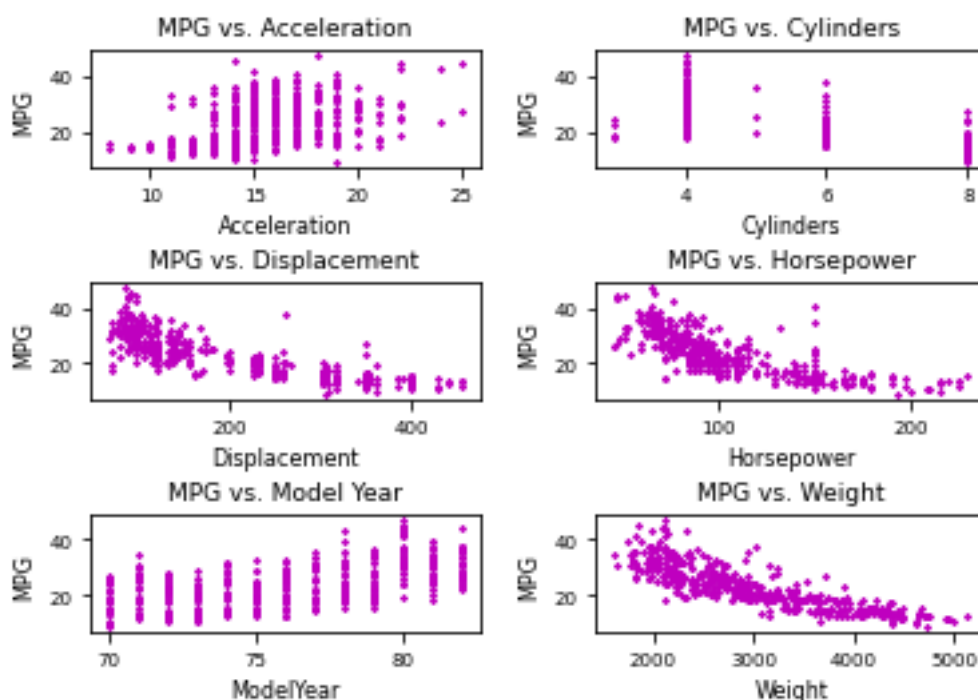 MPG vs. Acceleration
MPG
40
20
10 15 20 25
Acceleration
MPG vs. Cylinders
MPG
40
20
4 6 8
Cylinders
MPG vs. Displacement
MPG
40
20
200 400
Displacement
MPG vs. Horsepower
MPG
40
20
100 200
Horsepower
MPG vs. Model Year
MPG
40
20
70 75 80
ModelYear
MPG vs. Weight
MPG
40
20
2000 3000 4000 5000
Weight